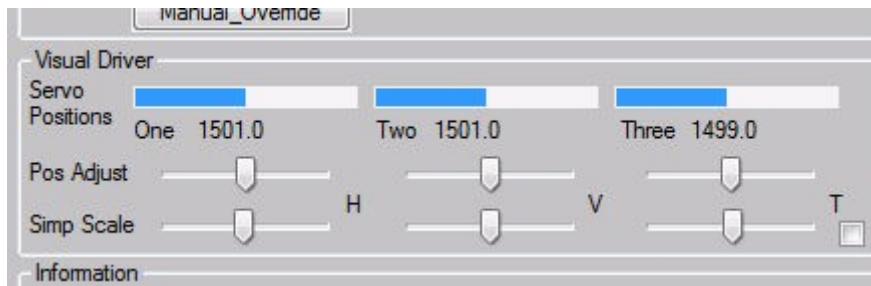 Manual_Override
Visual Driver
Servo
Positions
One 1501.0 Two 1501.0 Three 1499.0
Pos Adjust
H V T
Simp Scale
Information